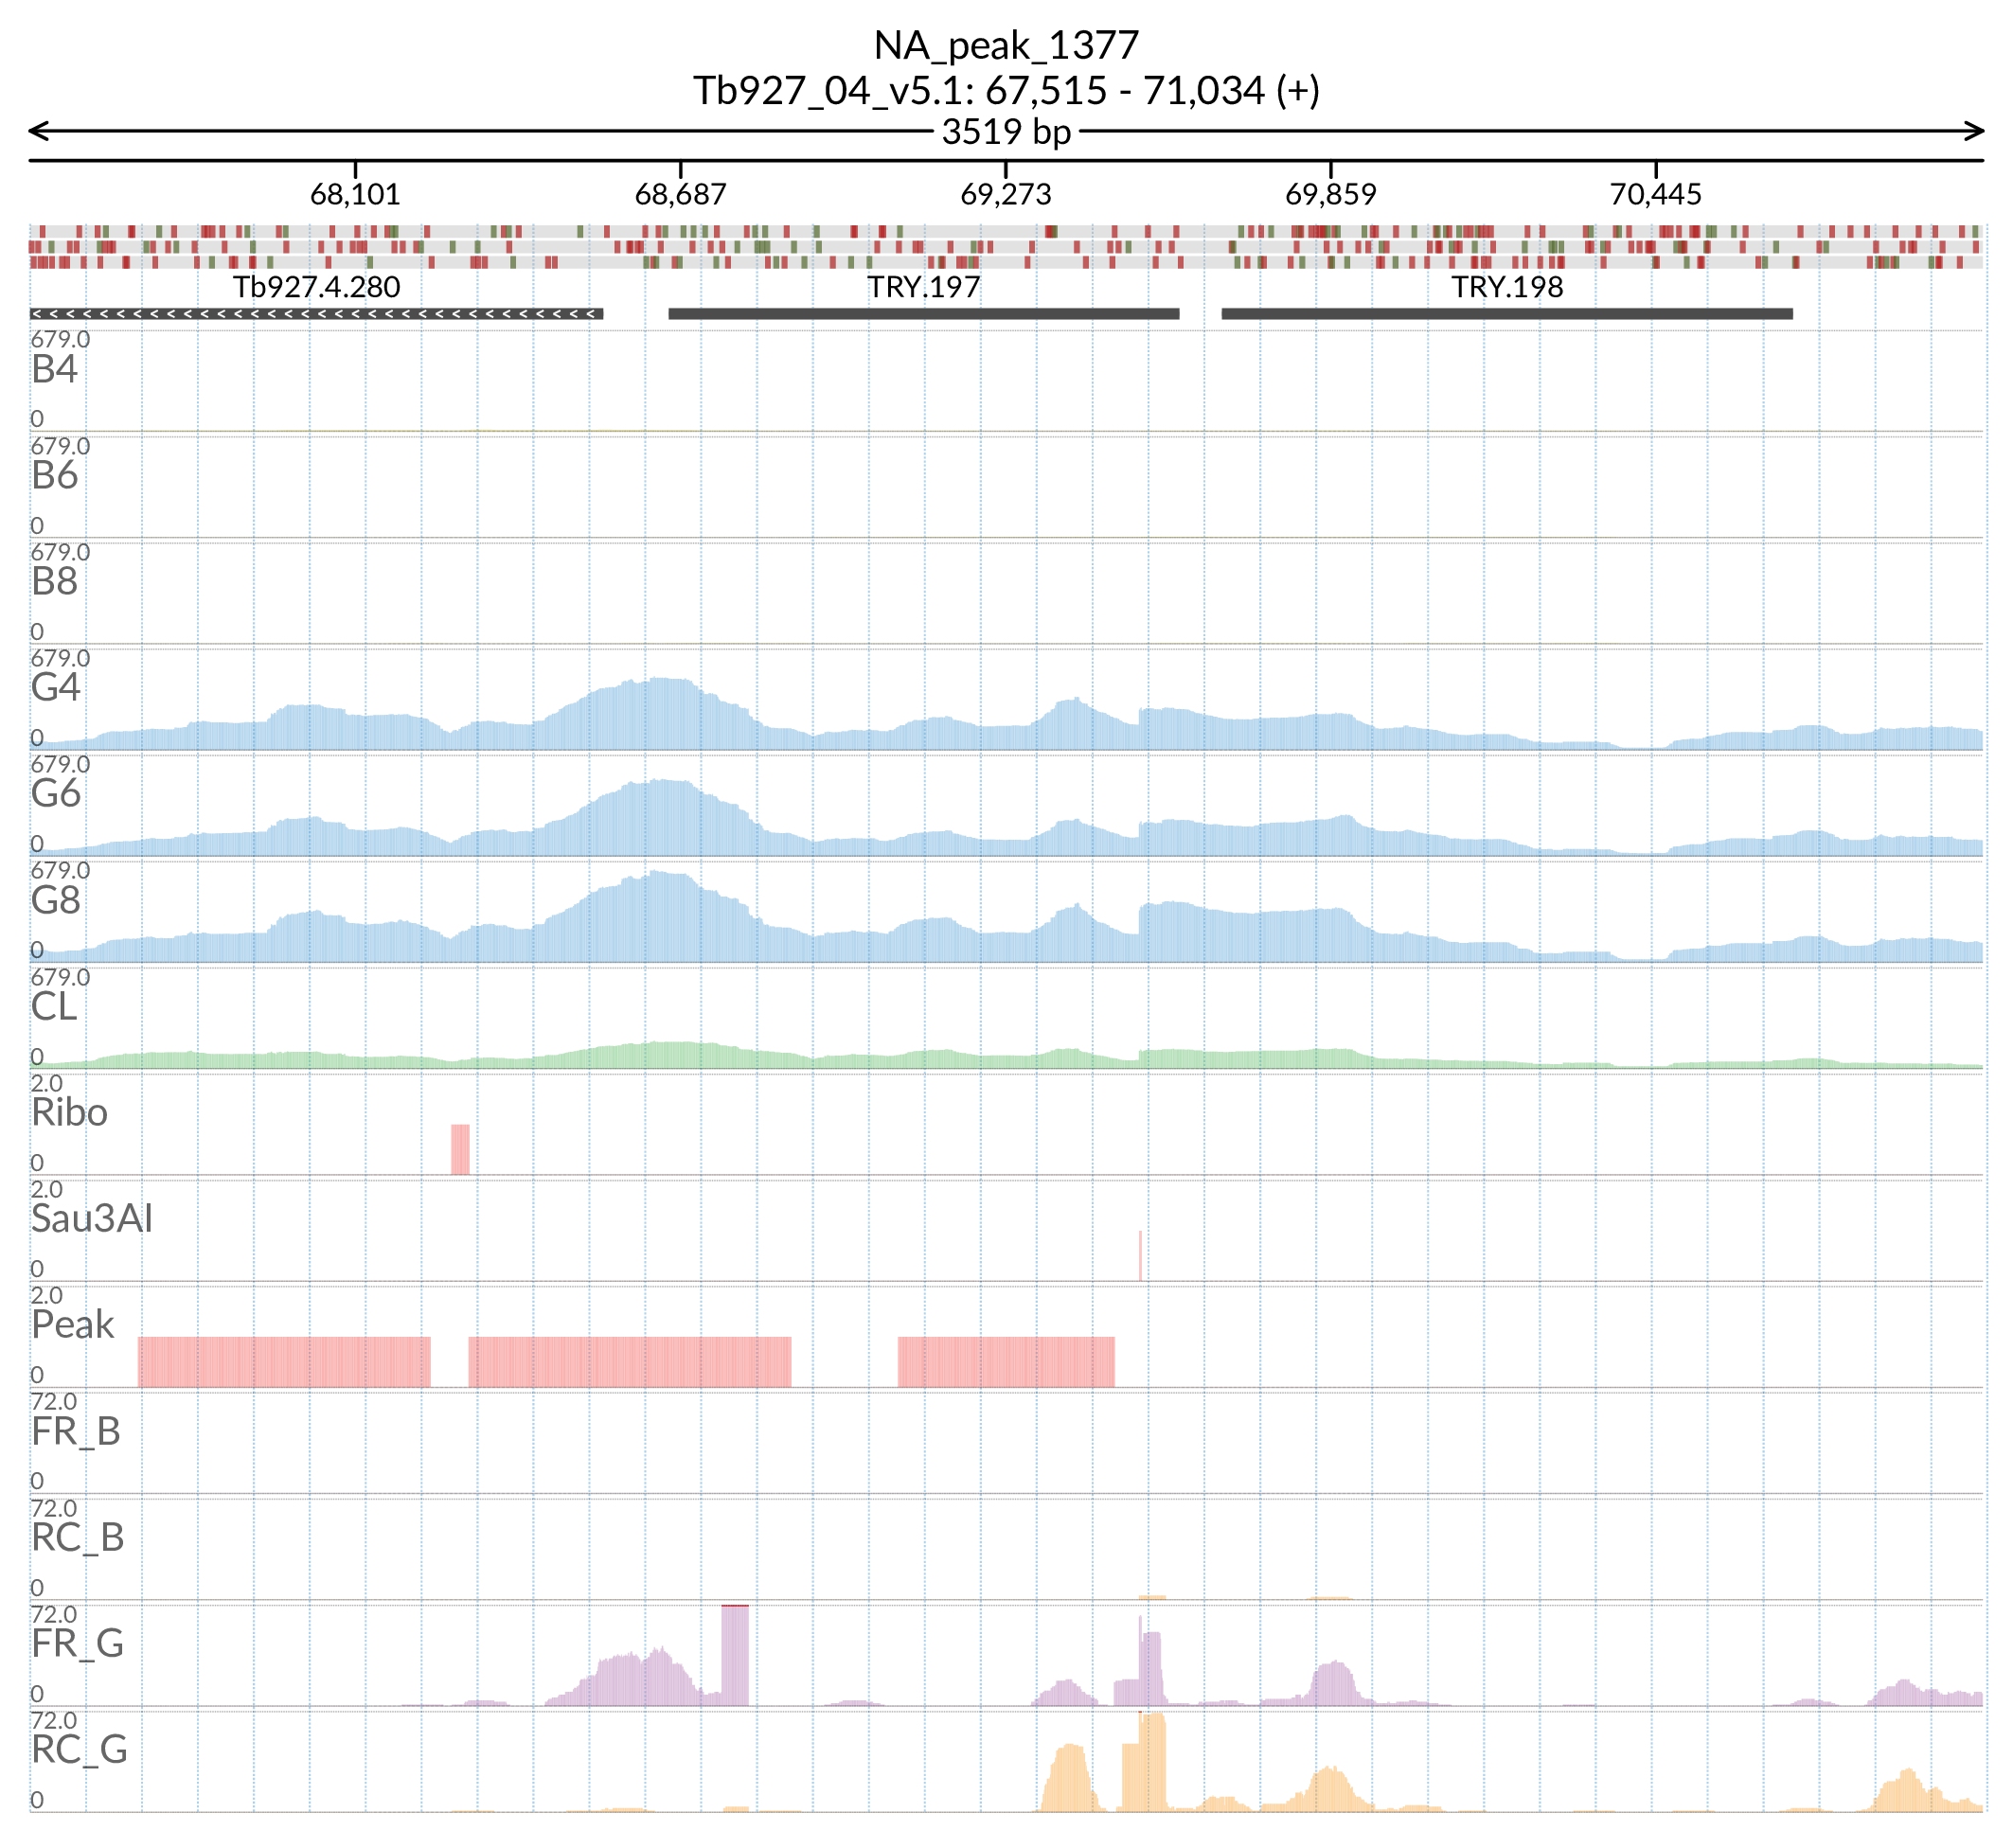 NA_peak_1377
Tb927_04_v5.1: 67,515 - 71,034 (+)
3519 bp
68,101 68,687 69,273 69,859 70,445
Tb927.4.280 TRY.197 TRY.198
679.0
B4
0
679.0
B6
0
679.0
B8
0
679.0
G4
0
679.0
G6
0
679.0
G8
0
679.0
CL
0
2.0
Ribo
0
2.0
Sau3AI
0
2.0
Peak
0
72.0
FR_B
0
72.0
RC_B
0
72.0
FR_G
0
72.0
RC_G
0